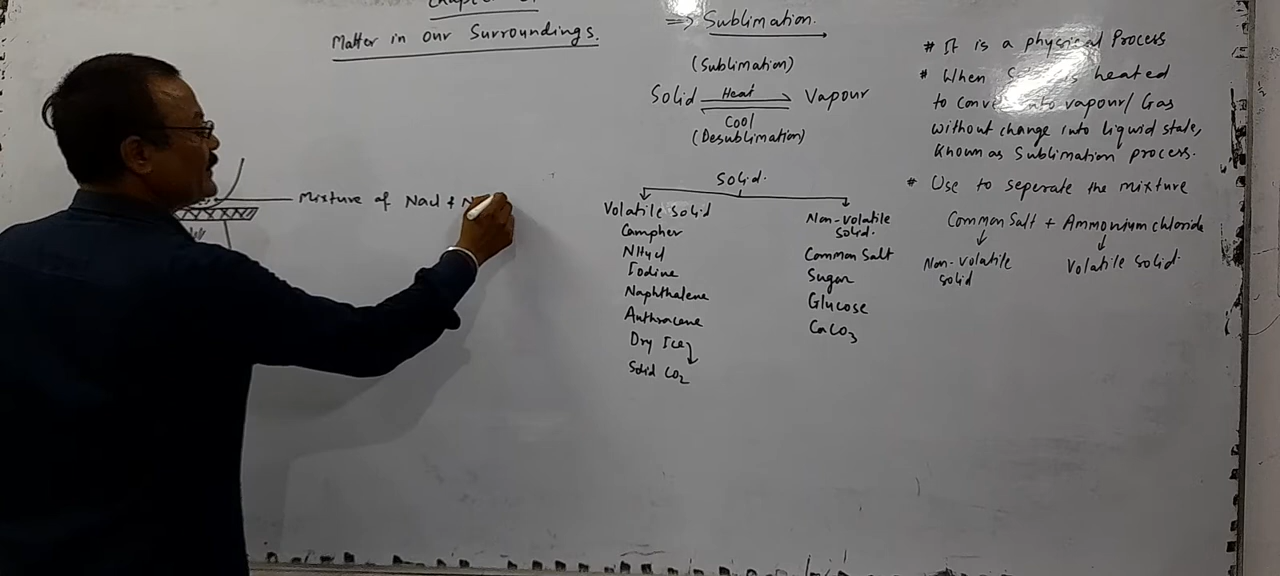 Matter in our Surroundings.
Mixture of Nacl + N
=> Sublimation.
(Sublimation)
Solid Heat Vapour
Cool
(Desublimation)
Solid.
Volatile Solid
Campher
NH4cl
Iodine
Naphthalene
Anthracene
Dry Ice
Solid CO2
Non-volatile
solid.
Common Salt
Sugar
Glucose
CaCO3
# It is a physical Process
* When heated
to into vapour/Gas
without change into liquid state,
Known as Sublimation process.
* Use to seperate the mixture
Common Salt + Ammonium chloride
Non-volatile
solid
Volatile Solid